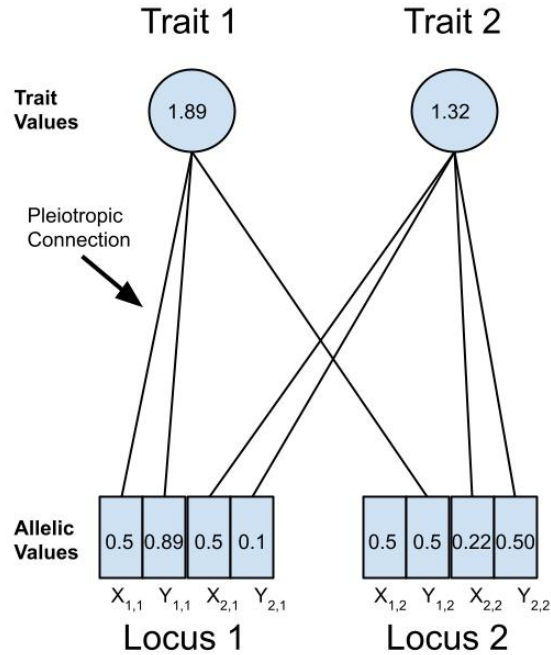 Trait 1 Trait 2
Trait
Values
1.89 1.32
Pleiotropic
Connection
Allelic
Values
0.5 0.89 0.5 0.1 0.5 0.5 0.22 0.50
X1,1 Y1,1 X2,1 Y2,1 X1,2 Y1,2 X2,2 Y2,2
Locus 1 Locus 2